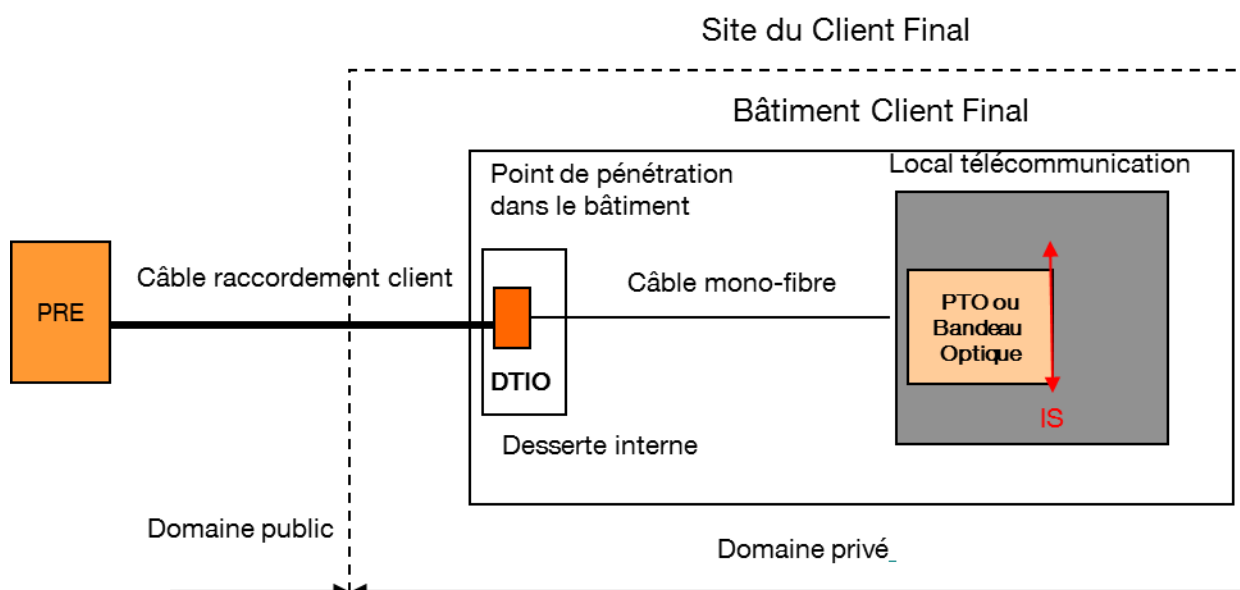 Site du Client Final
Bâtiment Client Final
Point de pénétration
dans le bâtiment
Local télécommunication
Câble raccordement client
Câble mono-fibre
PRE
PTO ou
Bandeau
Optique
DTIO
IS
Desserte interne
Domaine public
Domaine privé